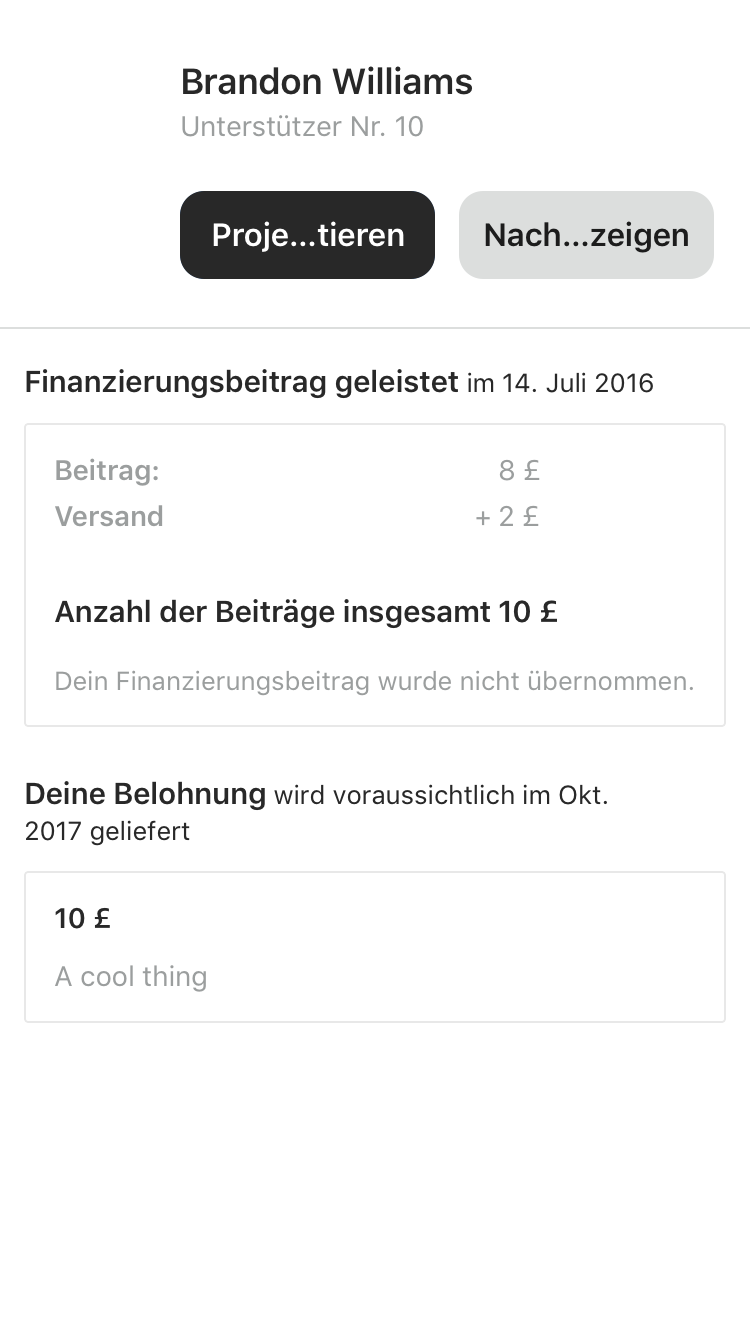 Brandon Williams
Unterstützer Nr. 10
Proje...tieren
Nach...zeigen
Finanzierungsbeitrag geleistet im 14. Juli 2016
Beitrag: 8 £
Versand + 2 £
Anzahl der Beiträge insgesamt 10 £
Dein Finanzierungsbeitrag wurde nicht übernommen.
Deine Belohnung wird voraussichtlich im Okt.
2017 geliefert
10 £
A cool thing